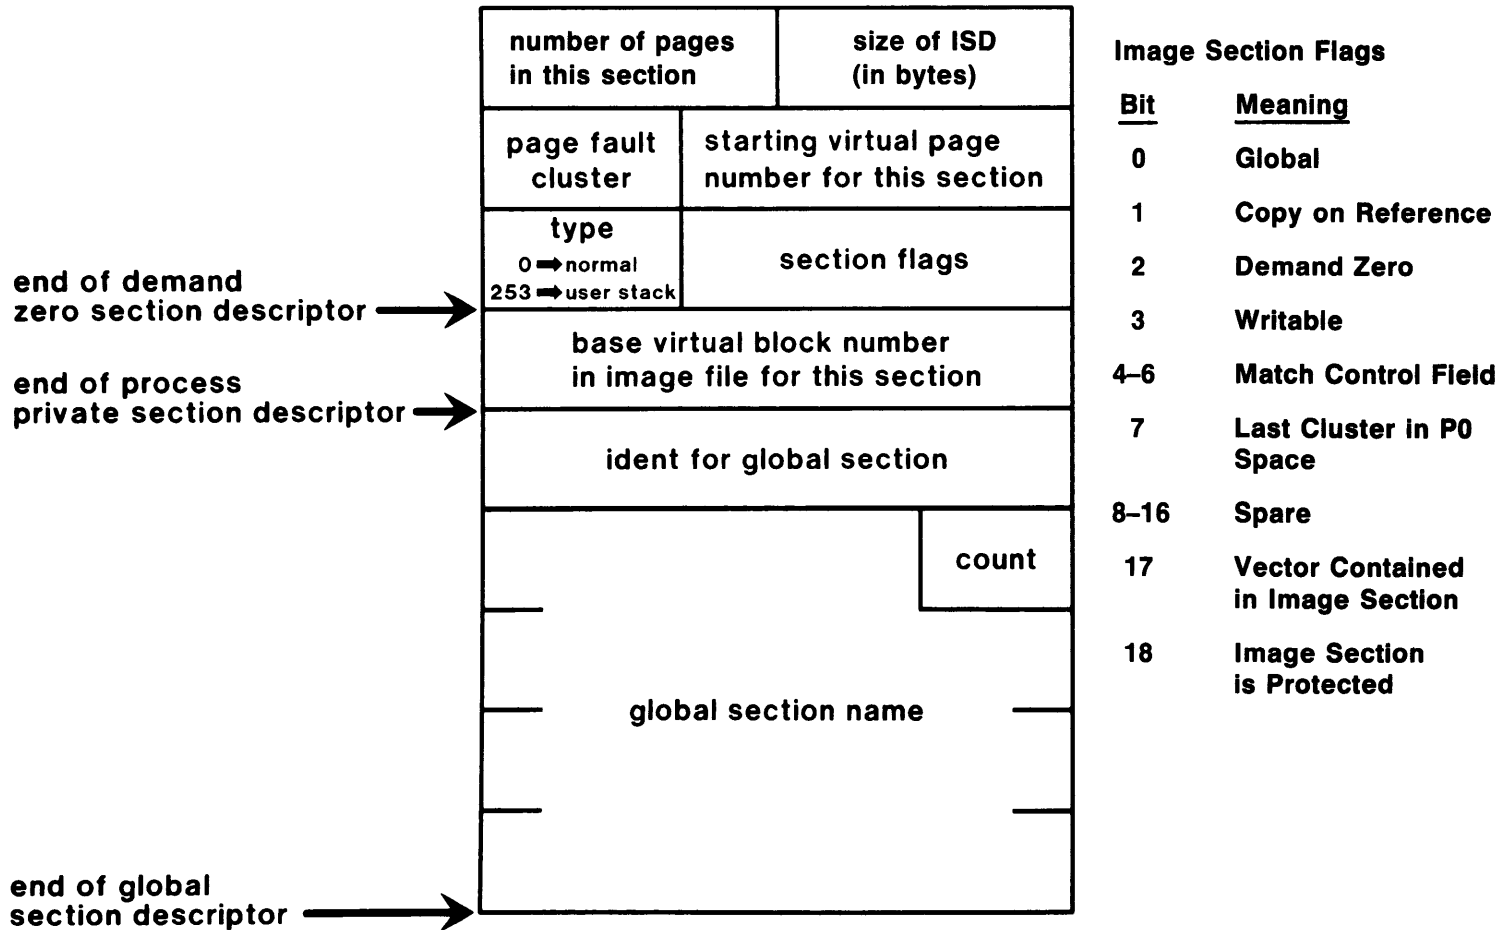 number of pages
in this section
size of ISD
(in bytes)
page fault
cluster
starting virtual page
number for this section
type
0 ➡ normal
253 ➡ user stack
section flags
end of demand
zero section descriptor
base virtual block number
in image file for this section
end of process
private section descriptor
ident for global section
count
global section name
end of global
section descriptor
Image Section Flags
Bit Meaning
0 Global
1 Copy on Reference
2 Demand Zero
3 Writable
4–6 Match Control Field
7 Last Cluster in P0
Space
8–16 Spare
17 Vector Contained
in Image Section
18 Image Section
is Protected